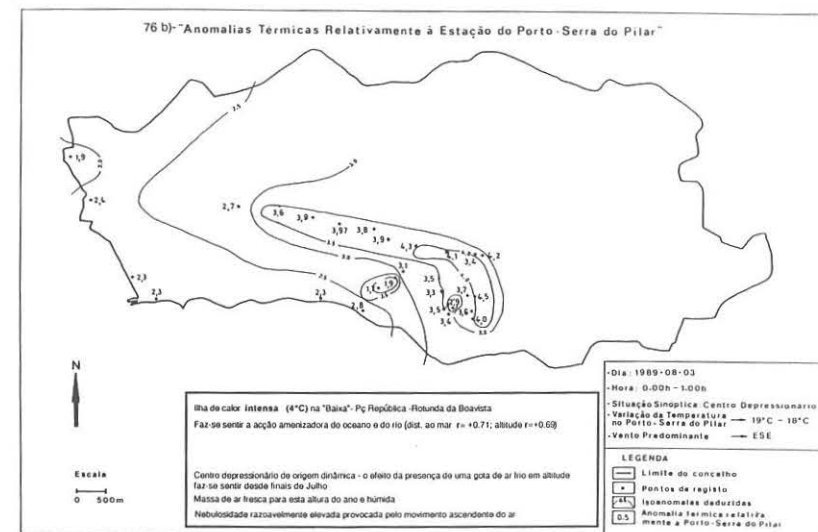 76 b)-"Anomalias Térmicas Relativamente à Estação do Porto-Serra do Pilar"
2.5
1,9
2,4
2,7
3,6
3,8
3,97
3,8
3,9
4,3
4,1
3,4
4,2
3,1
3,5
3,3
3,7
4,5
3,5
3,4
3,6
4,0
2,3
2,3
2,3
2,8
N
Escala
0 500m
Ilha de calor intensa (4ºC) na "Baixa"- Pç República -Rotunda da Boavista
Faz-se sentir a acção amenizadora do oceano e do rio (dist. ao mar r= +0.71; altitude r=+0.69)
Centro depressionário de origem dinâmica - o efeito da presença de uma gota de ar frio em altitude
faz-se sentir desde finais de Julho
Massa de ar fresca para esta altura do ano e húmida
Nebulosidade razoavelmente elevada provocada pelo movimento ascendente do ar
-Dia: 1989-08-03
-Hora: 0.00h - 1.00h
-Situação Sinoptica: Centro Depressionário
-Variação da Temperatura
no Porto-Serra do Pilar → 19°C - 18°C
-Vento Predominante → ESE
LEGENDA
Limite do concelho
Pontos de registo
Isoanomalas deduzidas
0.5 Anomalia termica relativa
mente a Porto-Serra do Pilar